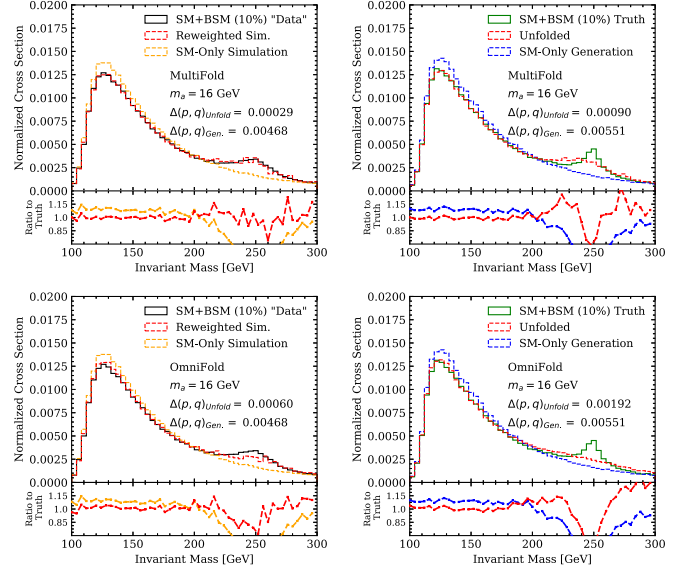 0.0200
0.0175
0.0150
0.0125
0.0100
0.0075
0.0050
0.0025
0.0000
Normalized Cross Section
SM+BSM (10%) "Data"
Reweighted Sim.
SM-Only Simulation
MultiFold
m_a = 16 GeV
Δ(p, q)_Unfold = 0.00029
Δ(p, q)_Gen. = 0.00468
1.15
1.0
0.85
Ratio to
Truth
100 150 200 250 300
Invariant Mass [GeV]
0.0200
0.0175
0.0150
0.0125
0.0100
0.0075
0.0050
0.0025
0.0000
Normalized Cross Section
SM+BSM (10%) Truth
Unfolded
SM-Only Generation
MultiFold
m_a = 16 GeV
Δ(p, q)_Unfold = 0.00090
Δ(p, q)_Gen. = 0.00551
1.15
1.0
0.85
Ratio to
Truth
100 150 200 250 300
Invariant Mass [GeV]
0.0200
0.0175
0.0150
0.0125
0.0100
0.0075
0.0050
0.0025
0.0000
Normalized Cross Section
SM+BSM (10%) "Data"
Reweighted Sim.
SM-Only Simulation
OmniFold
m_a = 16 GeV
Δ(p, q)_Unfold = 0.00060
Δ(p, q)_Gen. = 0.00468
1.15
1.0
0.85
Ratio to
Truth
100 150 200 250 300
Invariant Mass [GeV]
0.0200
0.0175
0.0150
0.0125
0.0100
0.0075
0.0050
0.0025
0.0000
Normalized Cross Section
SM+BSM (10%) Truth
Unfolded
SM-Only Generation
OmniFold
m_a = 16 GeV
Δ(p, q)_Unfold = 0.00192
Δ(p, q)_Gen. = 0.00551
1.15
1.0
0.85
Ratio to
Truth
100 150 200 250 300
Invariant Mass [GeV]